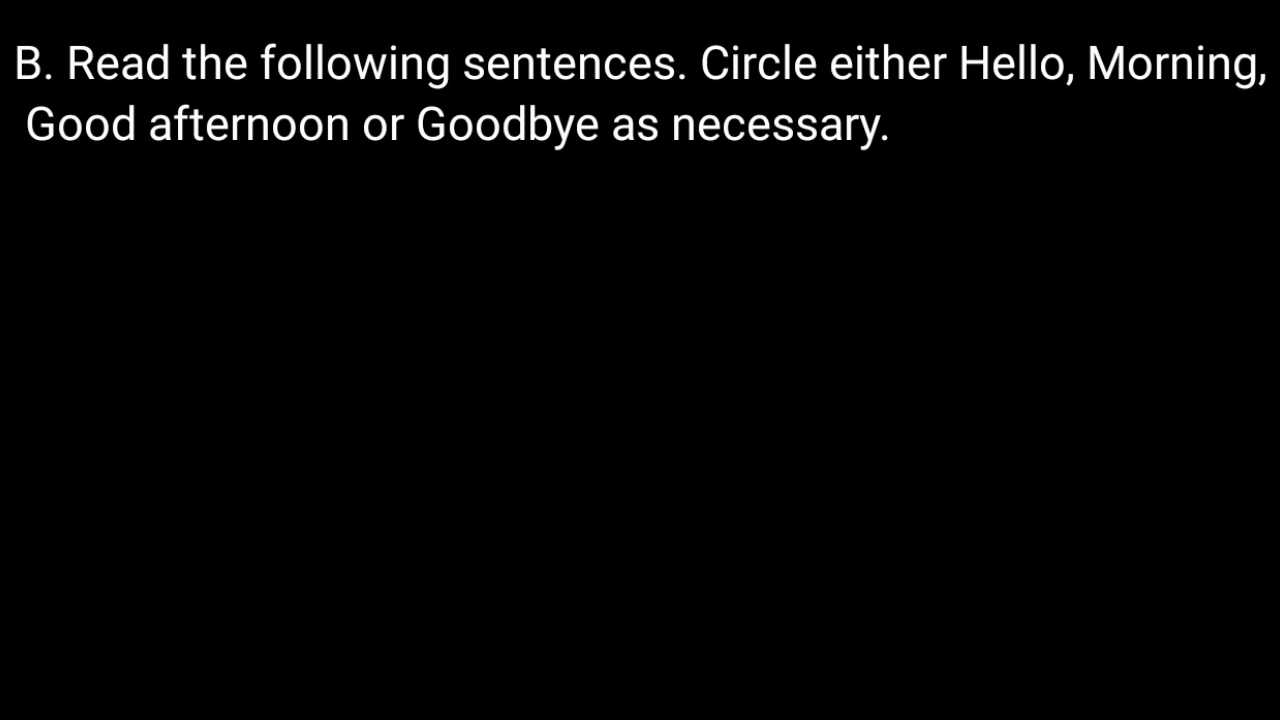 B. Read the following sentences. Circle either Hello, Morning,
Good afternoon or Goodbye as necessary.